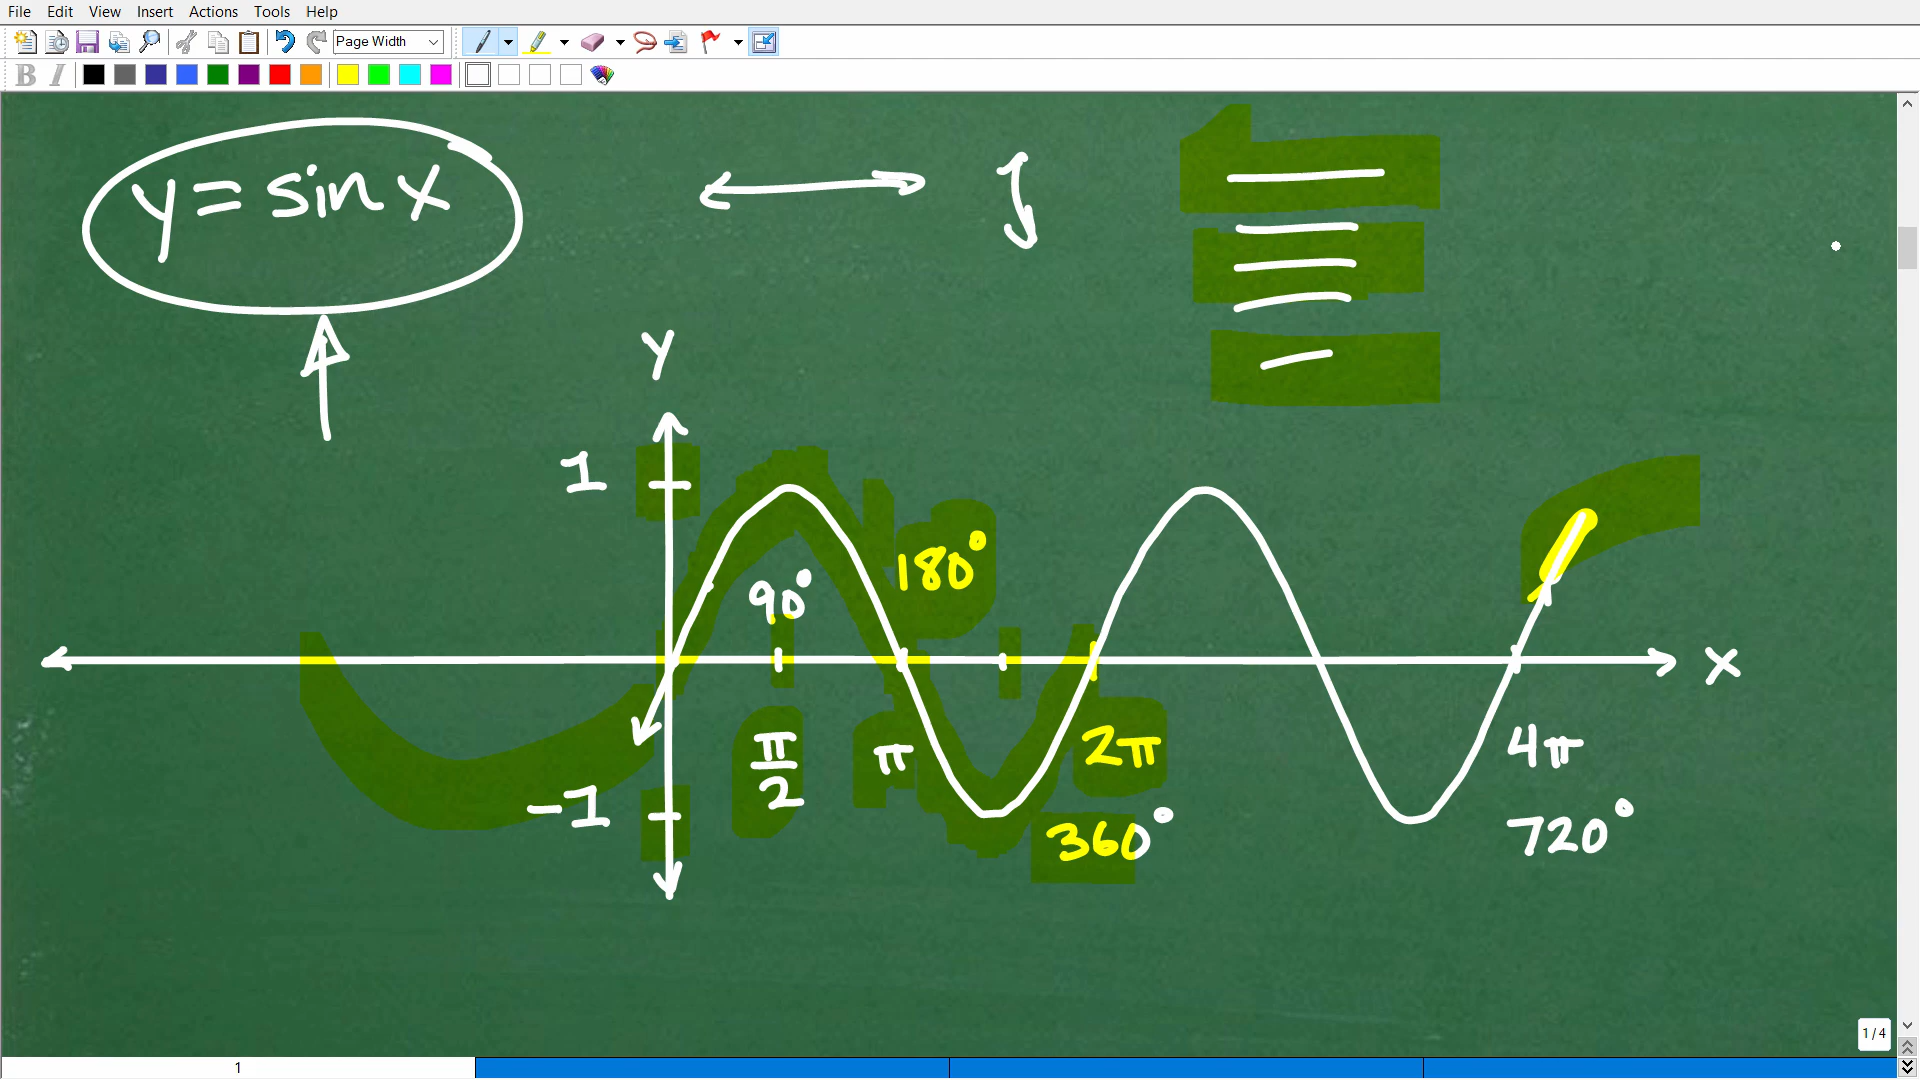 File Edit View Insert Actions Tools Help
Page Width
B I
y = sin x
Y
1
180°
90°
X
π/2
π
2π
4π
-1
360°
720°
1 / 4
1